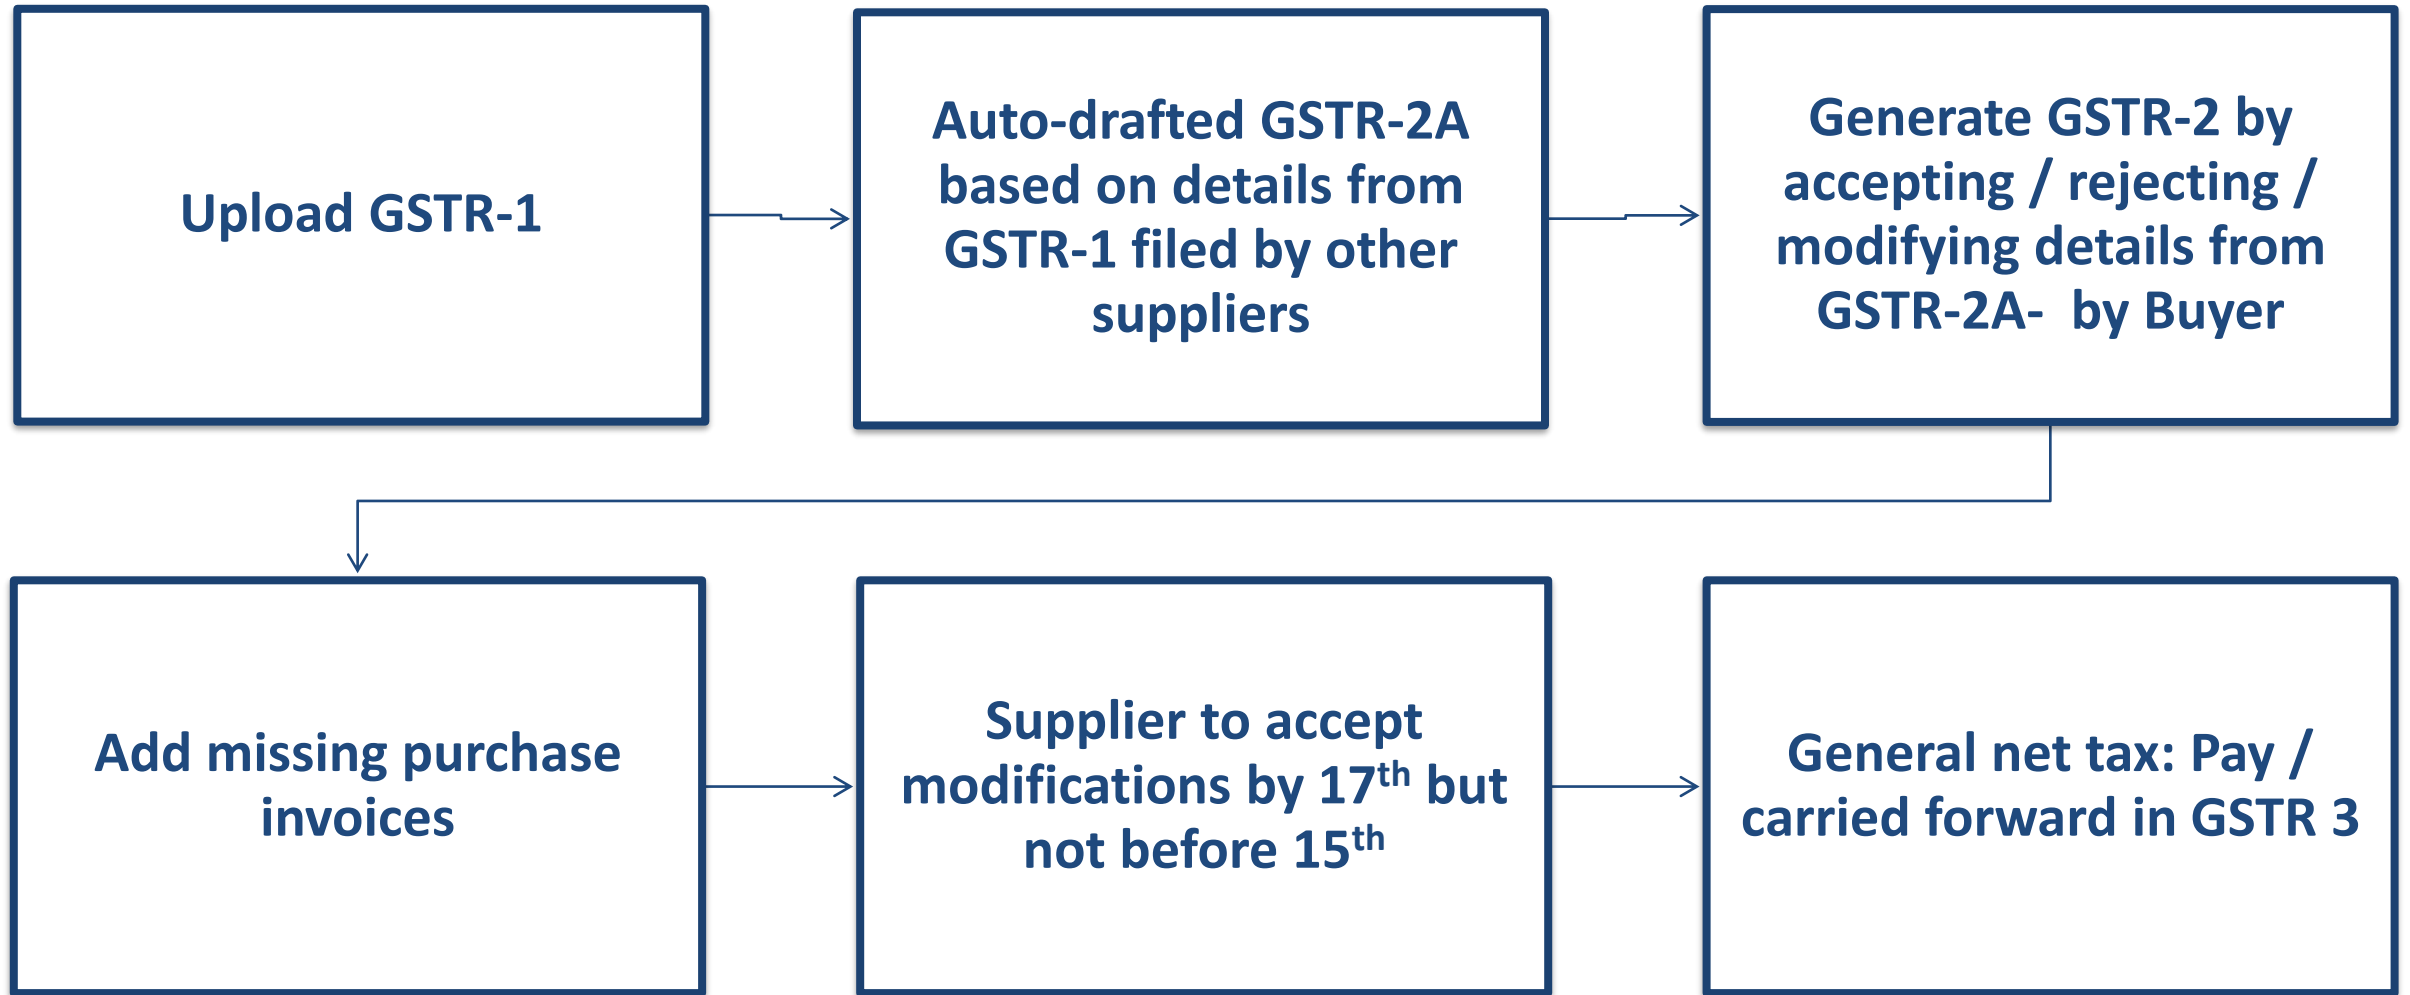 Upload GSTR-1
Auto-drafted GSTR-2A
based on details from
GSTR-1 filed by other
suppliers
Generate GSTR-2 by
accepting / rejecting /
modifying details from
GSTR-2A-  by Buyer
Add missing purchase
invoices
Supplier to accept
modifications by 17th but
not before 15th
General net tax: Pay /
carried forward in GSTR 3